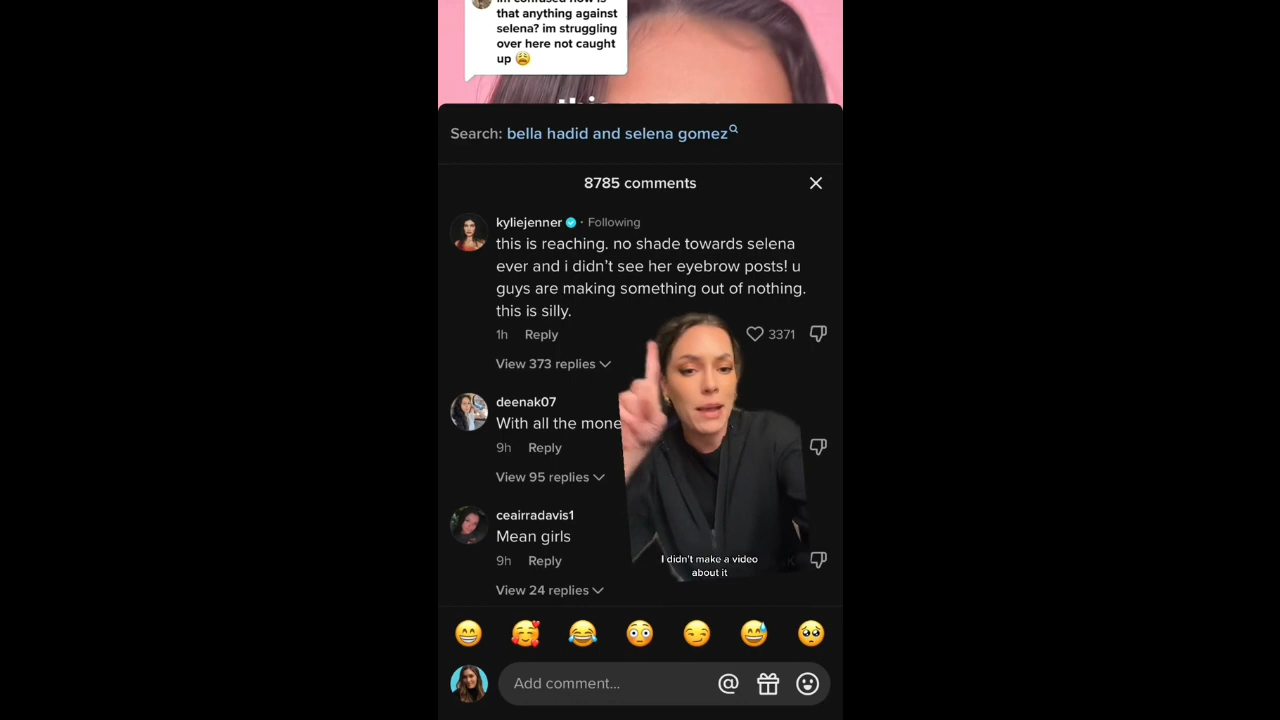 im confused how is
that anything against
selena? im struggling
over here not caught
up 😩
Search: bella hadid and selena gomez
8785 comments
kyliejenner · Following
this is reaching. no shade towards selena
ever and i didn't see her eyebrow posts! u
guys are making something out of nothing.
this is silly.
1h Reply 3371
View 373 replies
deenak07
With all the
9h Reply
View 95 replies
ceairradavis1
Mean girls
9h Reply
I didn't make a video
about it
View 24 replies
Add comment... @